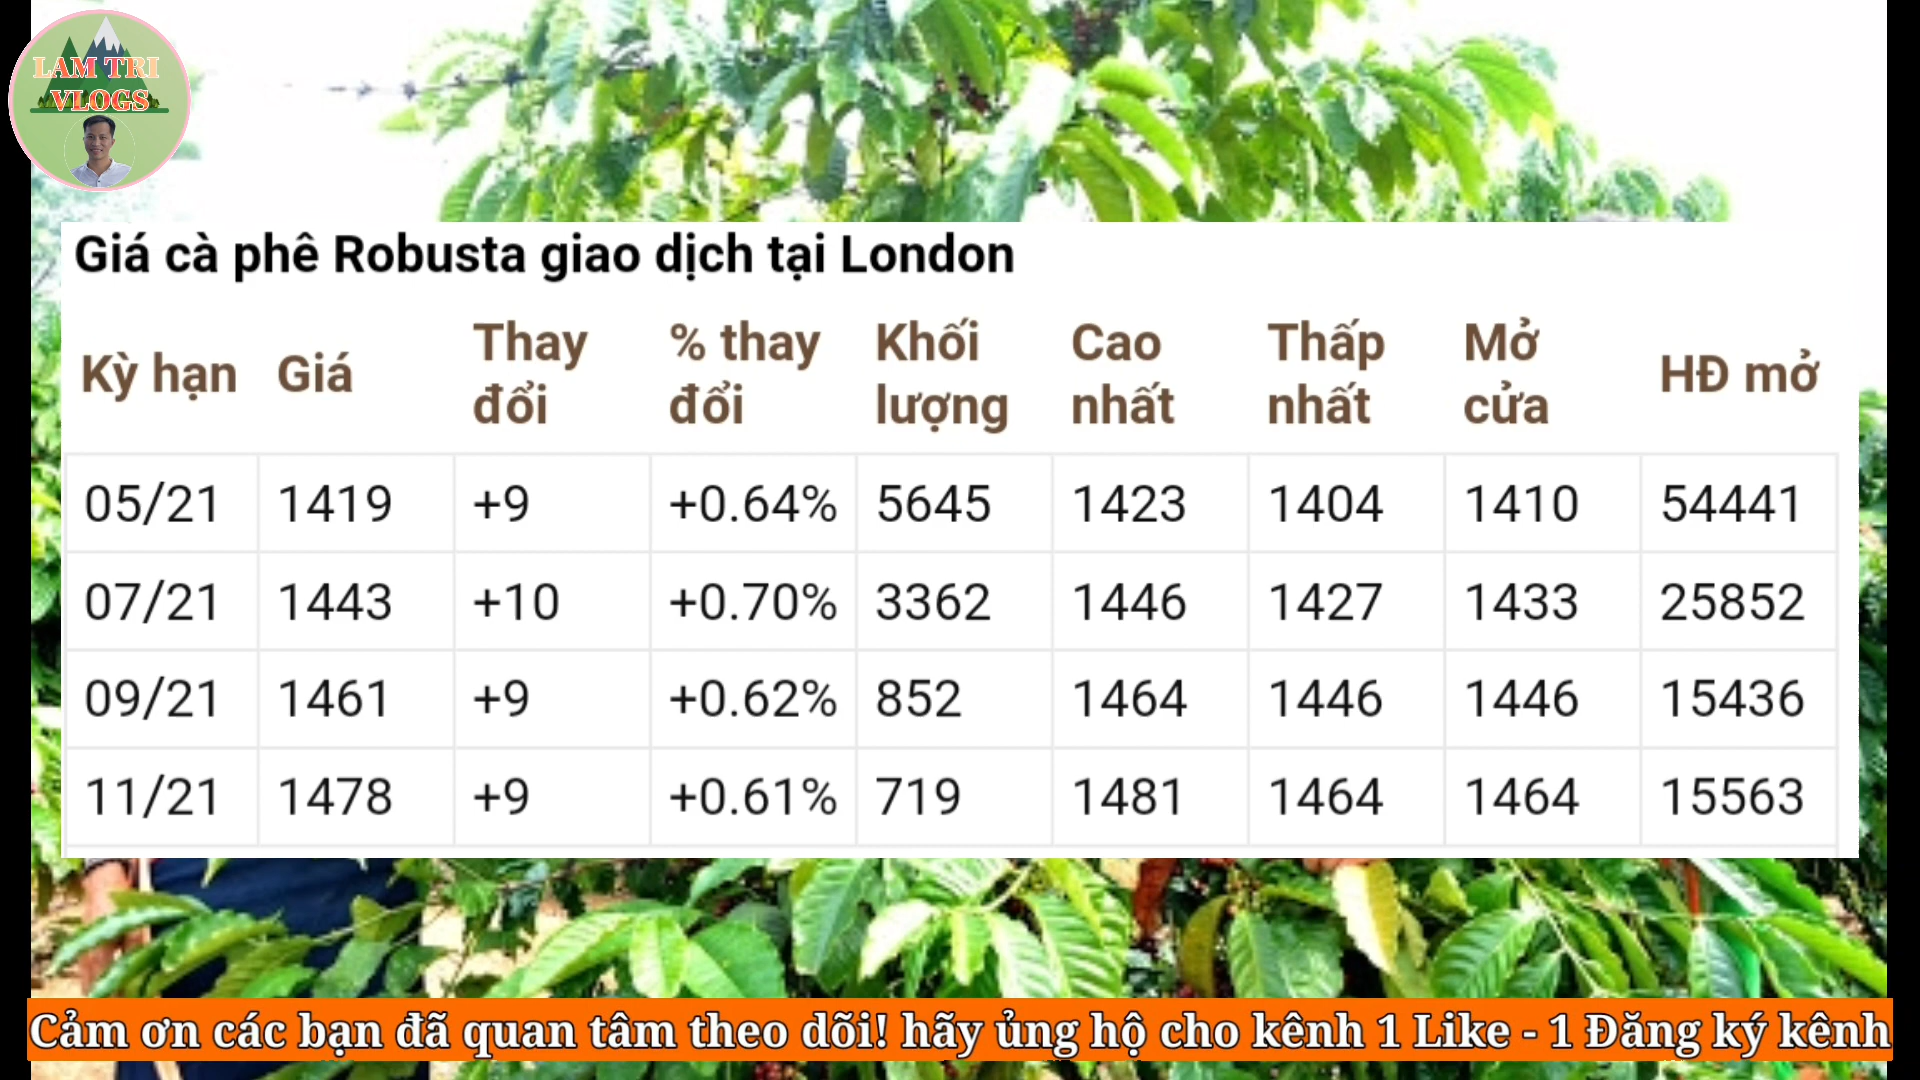 LAM TRI
VLOGS
Giá cà phê Robusta giao dịch tại London
Kỳ hạn Giá Thay đổi % thay đổi Khối lượng Cao nhất Thấp nhất Mở cửa HĐ mở
05/21 1419 +9 +0.64% 5645 1423 1404 1410 54441
07/21 1443 +10 +0.70% 3362 1446 1427 1433 25852
09/21 1461 +9 +0.62% 852 1464 1446 1446 15436
11/21 1478 +9 +0.61% 719 1481 1464 1464 15563
Cảm ơn các bạn đã quan tâm theo dõi! hãy ủng hộ cho kênh 1 Like - 1 Đăng ký kênh